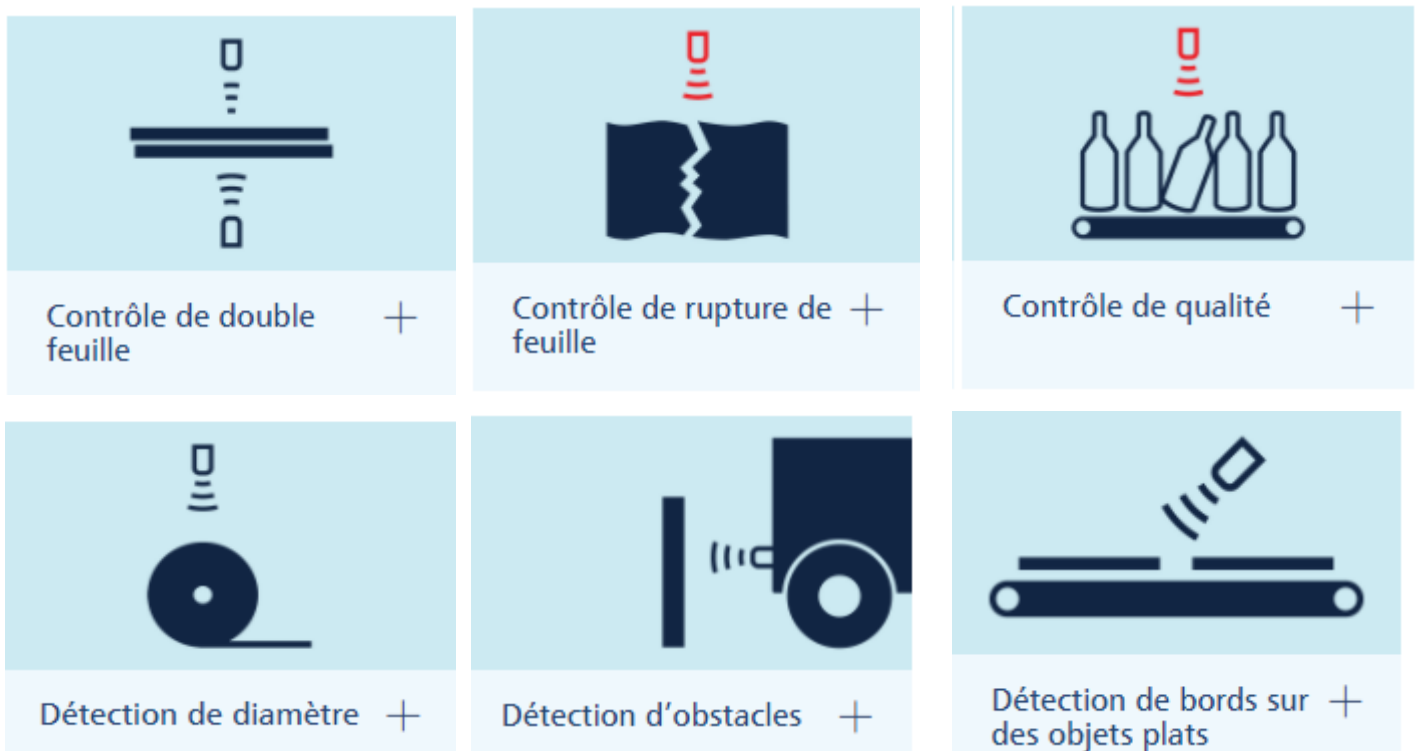 Contrôle de double
feuille
Contrôle de rupture de
feuille
Contrôle de qualité
Détection de diamètre
Détection d’obstacles
Détection de bords sur
des objets plats